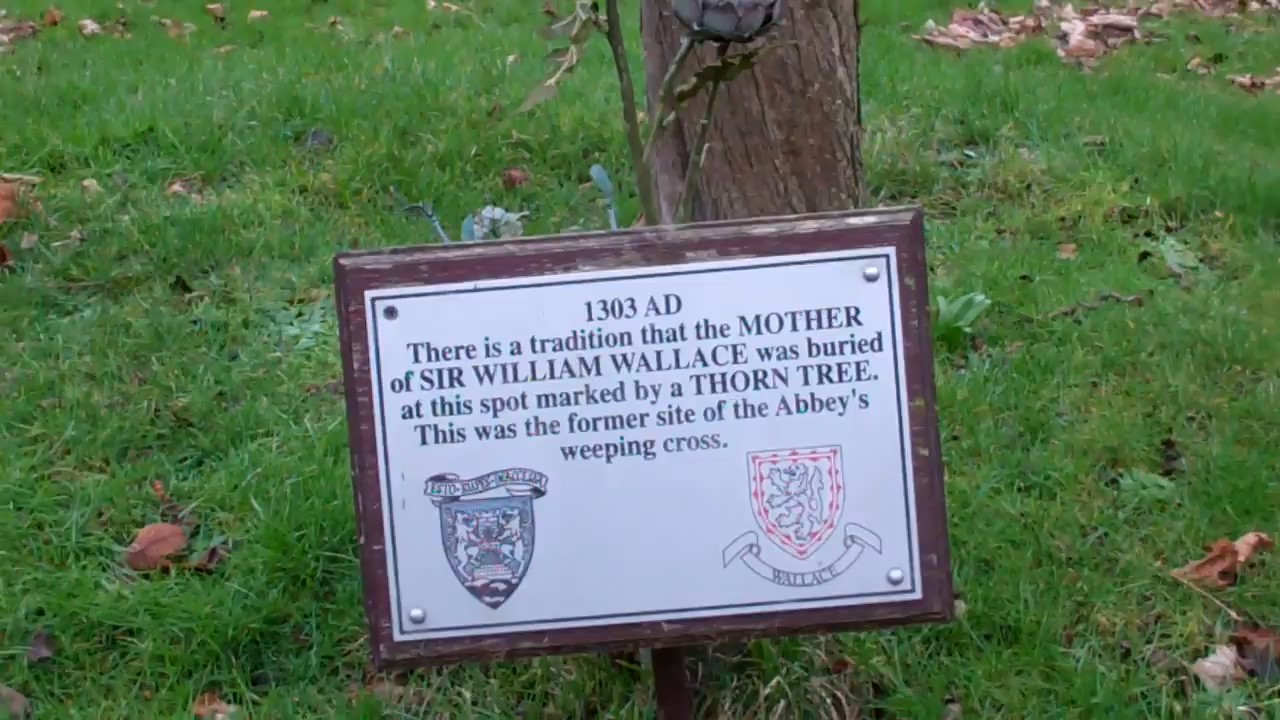 1303 AD
There is a tradition that the MOTHER
of SIR WILLIAM WALLACE was buried
at this spot marked by a THORN TREE.
This was the former site of the Abbey's
weeping cross.
WALLACE